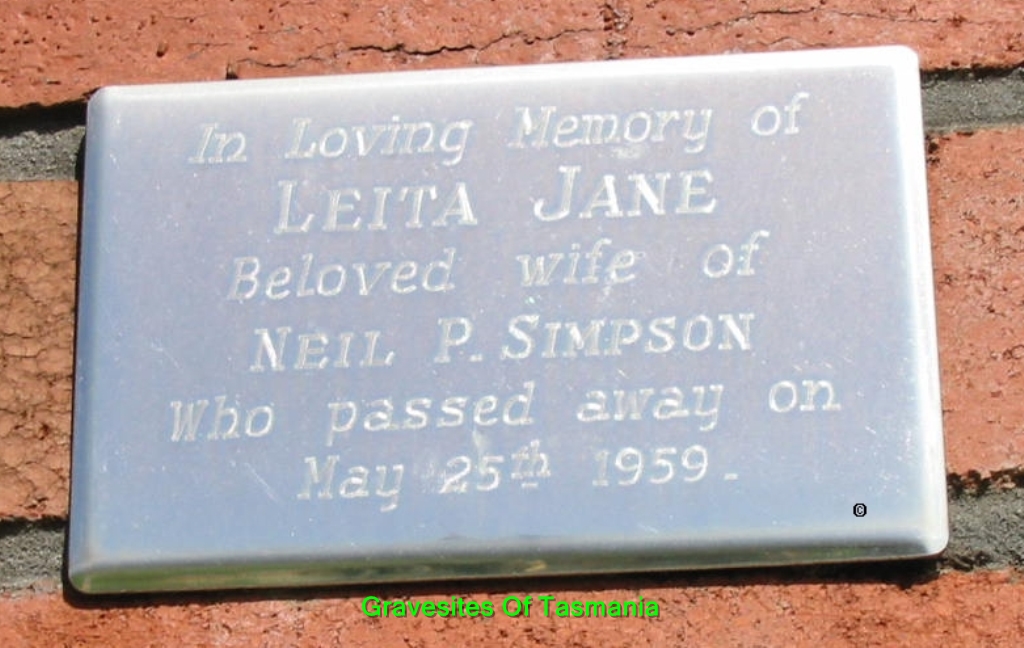 In Loving Memory of
LEITA JANE
Beloved wife of
NEIL P. SIMPSON
Who passed away on
May 25th 1959.
©
Gravesites Of Tasmania